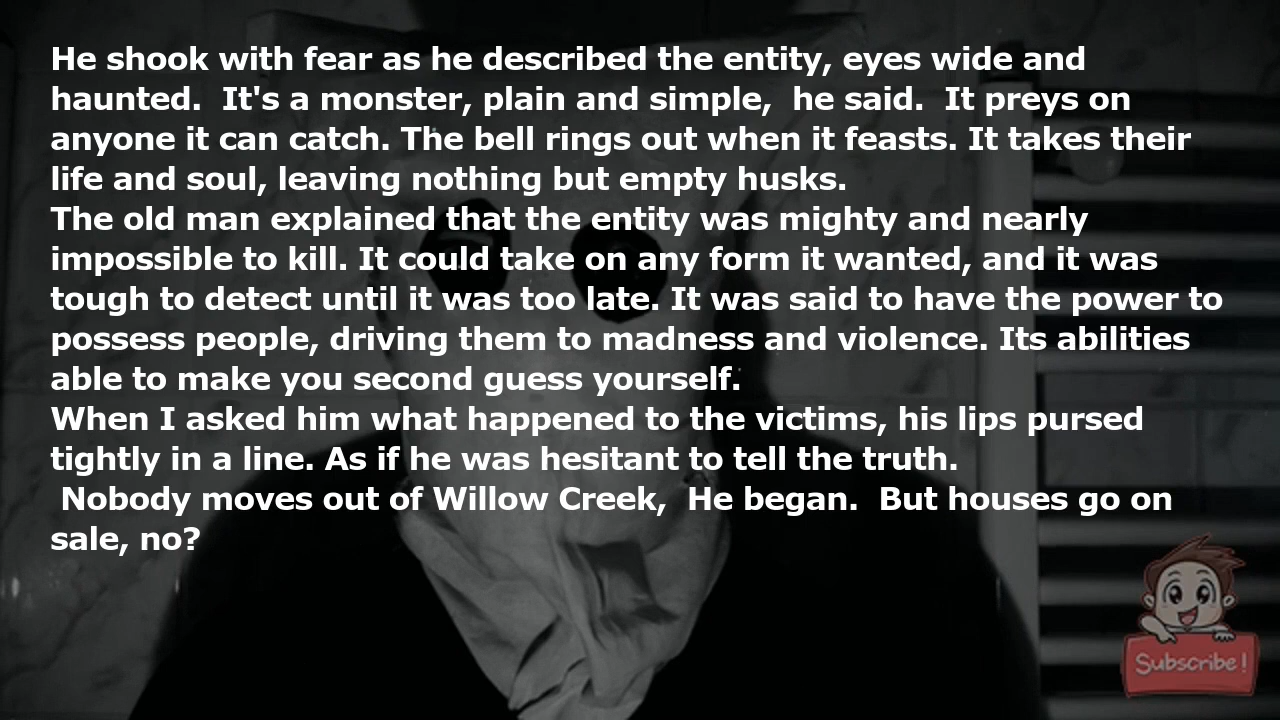 He shook with fear as he described the entity, eyes wide and
haunted.  It's a monster, plain and simple,  he said.  It preys on
anyone it can catch. The bell rings out when it feasts. It takes their
life and soul, leaving nothing but empty husks.
The old man explained that the entity was mighty and nearly
impossible to kill. It could take on any form it wanted, and it was
tough to detect until it was too late. It was said to have the power to
possess people, driving them to madness and violence. Its abilities
able to make you second guess yourself.
When I asked him what happened to the victims, his lips pursed
tightly in a line. As if he was hesitant to tell the truth.
 Nobody moves out of Willow Creek,  He began.  But houses go on
sale, no?
Subscribe!